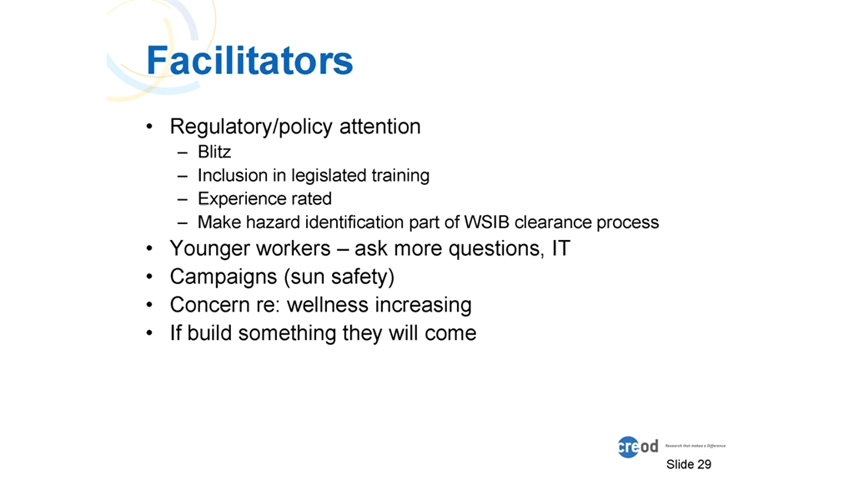 Facilitators
• Regulatory/policy attention
– Blitz
– Inclusion in legislated training
– Experience rated
– Make hazard identification part of WSIB clearance process
• Younger workers – ask more questions, IT
• Campaigns (sun safety)
• Concern re: wellness increasing
• If build something they will come
creod Research that makes a difference
Slide 29